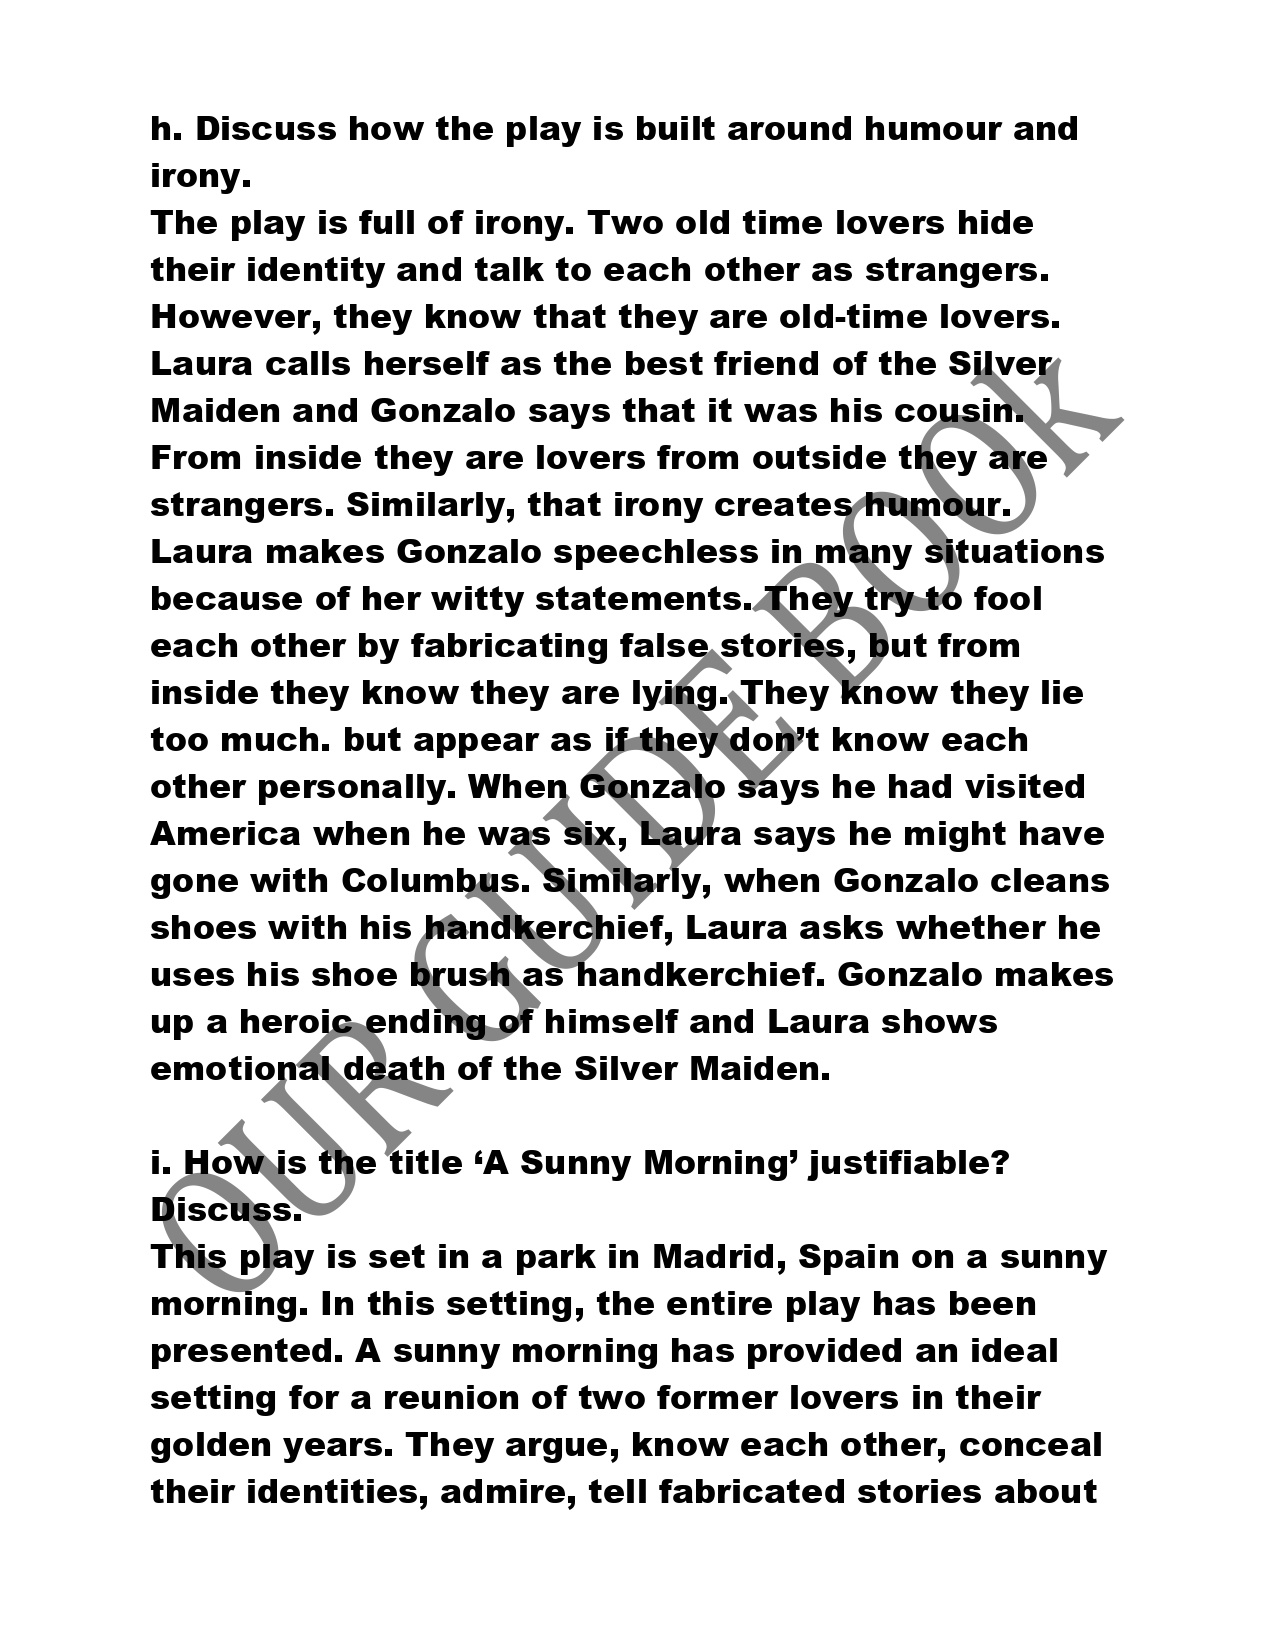 h. Discuss how the play is built around humour and
irony.
The play is full of irony. Two old time lovers hide
their identity and talk to each other as strangers.
However, they know that they are old-time lovers.
Laura calls herself as the best friend of the Silver
Maiden and Gonzalo says that it was his cousin.
From inside they are lovers from outside they are
strangers. Similarly, that irony creates humour.
Laura makes Gonzalo speechless in many situations
because of her witty statements. They try to fool
each other by fabricating false stories, but from
inside they know they are lying. They know they lie
too much. but appear as if they don’t know each
other personally. When Gonzalo says he had visited
America when he was six, Laura says he might have
gone with Columbus. Similarly, when Gonzalo cleans
shoes with his handkerchief, Laura asks whether he
uses his shoe brush as handkerchief. Gonzalo makes
up a heroic ending of himself and Laura shows
emotional death of the Silver Maiden.
i. How is the title ‘A Sunny Morning’ justifiable?
Discuss.
This play is set in a park in Madrid, Spain on a sunny
morning. In this setting, the entire play has been
presented. A sunny morning has provided an ideal
setting for a reunion of two former lovers in their
golden years. They argue, know each other, conceal
their identities, admire, tell fabricated stories about
OUR GUIDE BOOk